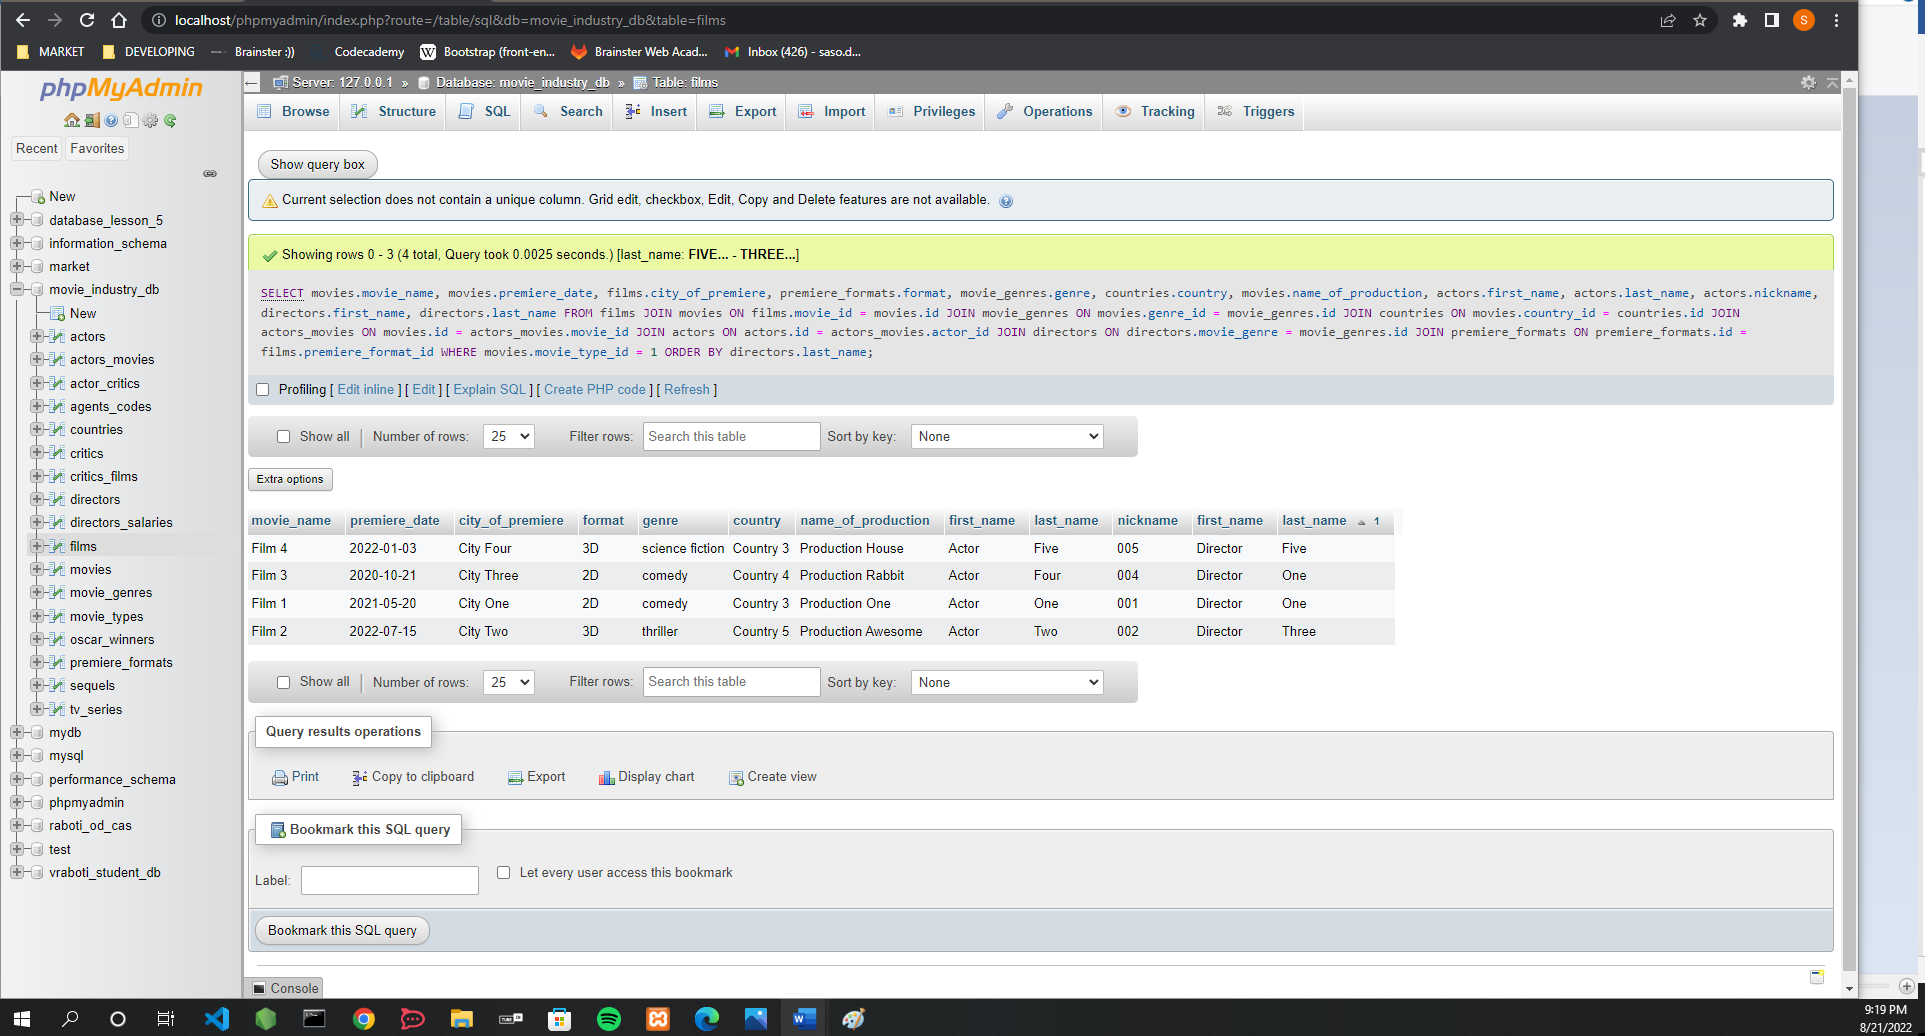 localhost/phpmyadmin/index.php?route=/table/sql&db=movie_industry_db&table=films
S
MARKET DEVELOPING Brainster :)) Codecademy Bootstrap (front-en... Brainster Web Acad... Inbox (426) - saso.d...
phpMyAdmin
Recent Favorites
New
database_lesson_5
information_schema
market
movie_industry_db
New
actors
actors_movies
actor_critics
agents_codes
countries
critics
critics_films
directors
directors_salaries
films
movies
movie_genres
movie_types
oscar_winners
premiere_formats
sequels
tv_series
mydb
mysql
performance_schema
phpmyadmin
raboti_od_cas
test
vraboti_student_db
Server: 127.0.0.1 » Database: movie_industry_db » Table: films
Browse Structure SQL Search Insert Export Import Privileges Operations Tracking Triggers
Show query box
Current selection does not contain a unique column. Grid edit, checkbox, Edit, Copy and Delete features are not available.
Showing rows 0 - 3 (4 total, Query took 0.0025 seconds.) [last_name: FIVE... - THREE...]
SELECT movies.movie_name, movies.premiere_date, films.city_of_premiere, premiere_formats.format, movie_genres.genre, countries.country, movies.name_of_production, actors.first_name, actors.last_name, actors.nickname,
directors.first_name, directors.last_name FROM films JOIN movies ON films.movie_id = movies.id JOIN movie_genres ON movies.genre_id = movie_genres.id JOIN countries ON movies.country_id = countries.id JOIN
actors_movies ON movies.id = actors_movies.movie_id JOIN actors ON actors.id = actors_movies.actor_id JOIN directors ON directors.movie_genre = movie_genres.id JOIN premiere_formats ON premiere_formats.id =
films.premiere_format_id WHERE movies.movie_type_id = 1 ORDER BY directors.last_name;
Profiling [ Edit inline ] [ Edit ] [ Explain SQL ] [ Create PHP code ] [ Refresh ]
Show all Number of rows: 25 Filter rows: Search this table Sort by key: None
Extra options
movie_name premiere_date city_of_premiere format genre country name_of_production first_name last_name nickname first_name last_name 1
Film 4 2022-01-03 City Four 3D science fiction Country 3 Production House Actor Five 005 Director Five
Film 3 2020-10-21 City Three 2D comedy Country 4 Production Rabbit Actor Four 004 Director One
Film 1 2021-05-20 City One 2D comedy Country 3 Production One Actor One 001 Director One
Film 2 2022-07-15 City Two 3D thriller Country 5 Production Awesome Actor Two 002 Director Three
Show all Number of rows: 25 Filter rows: Search this table Sort by key: None
Query results operations
Print Copy to clipboard Export Display chart Create view
Bookmark this SQL query
Label: Let every user access this bookmark
Bookmark this SQL query
Console
9:19 PM
8/21/2022